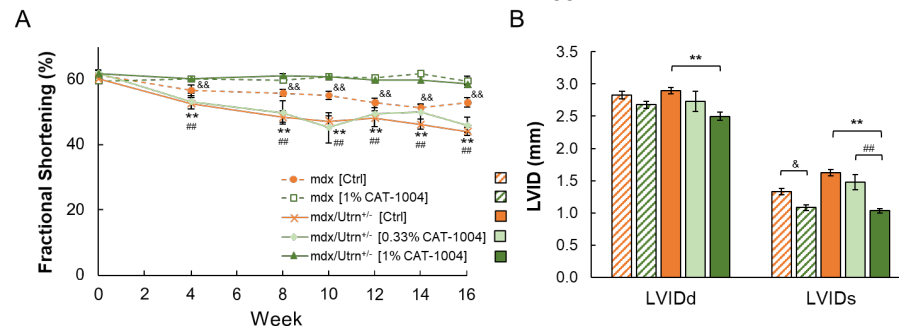 A
Fractional Shortening (%)
80
60
40
20
0
&& && && && && &&
** ** ** ** ** **
## ## ## ## ## ##
mdx [Ctrl]
mdx [1% CAT-1004]
mdx/Utrn+/- [Ctrl]
mdx/Utrn+/- [0.33% CAT-1004]
mdx/Utrn+/- [1% CAT-1004]
0 4 8 10 12 14 16
Week
B
LVID (mm)
3.5
3.0
2.5
2.0
1.5
1.0
0.5
0.0
**
**
##
&
LVIDd LVIDs